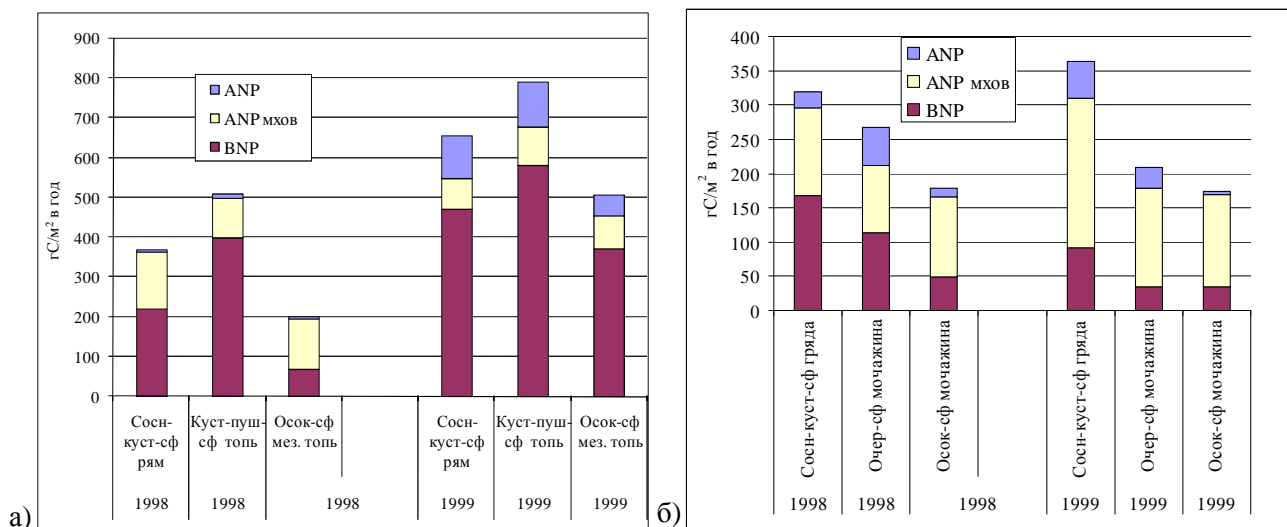 900
800
700
600
500
400
300
200
100
0
гС/м² в год
ANP
ANP мхов
BNP
Сосн-
куст-сф
рям
Куст-пуш-
сф топь
Осок-сф
мез. топь
Сосн-
куст-сф
рям
Куст-пуш-
сф топь
Осок-сф
мез. топь
1998
1998
1998
1999
1999
1999
а)
400
350
300
250
200
150
100
50
0
гС/м² в год
ANP
ANP мхов
BNP
Сосн-куст-сф гряда
Очер-сф мочажина
Осок-сф мочажина
Сосн-куст-сф гряда
Очер-сф мочажина
Осок-сф мочажина
1998
1998
1998
1999
1999
1999
б)